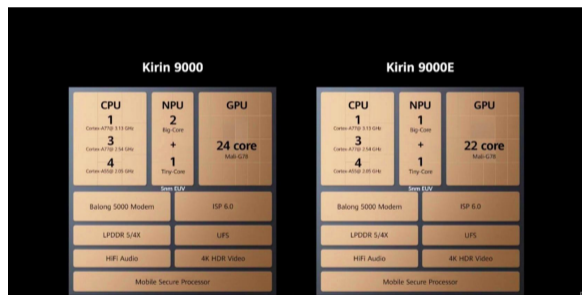 Kirin 9000
CPU
1
Cortex-A77@ 3.13 GHz
3
Cortex-A77@ 2.54 GHz
4
Cortex-A55@ 2.05 GHz
NPU
2
Big-Core
+
1
Tiny-Core
GPU
24 core
Mali-G78
5nm EUV
Balong 5000 Modem
ISP 6.0
LPDDR 5/4X
UFS
HiFi Audio
4K HDR Video
Mobile Secure Processor
Kirin 9000E
CPU
1
Cortex-A77@ 3.13 GHz
3
Cortex-A77@ 2.54 GHz
4
Cortex-A55@ 2.05 GHz
NPU
1
Big-Core
+
1
Tiny-Core
GPU
22 core
Mali-G78
5nm EUV
Balong 5000 Modem
ISP 6.0
LPDDR 5/4X
UFS
HiFi Audio
4K HDR Video
Mobile Secure Processor